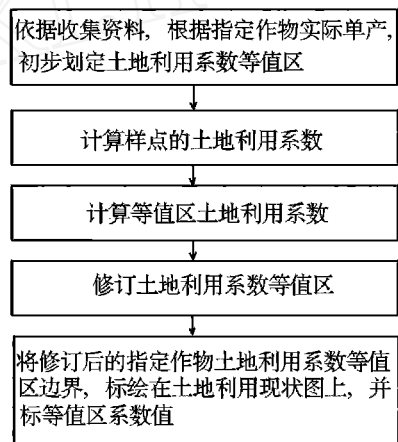 依据收集资料，根据指定作物实际单产，
初步划定土地利用系数等值区
计算样点的土地利用系数
计算等值区土地利用系数
修订土地利用系数等值区
将修订后的指定作物土地利用系数等值
区边界，标绘在土地利用现状图上，并
标等值区系数值